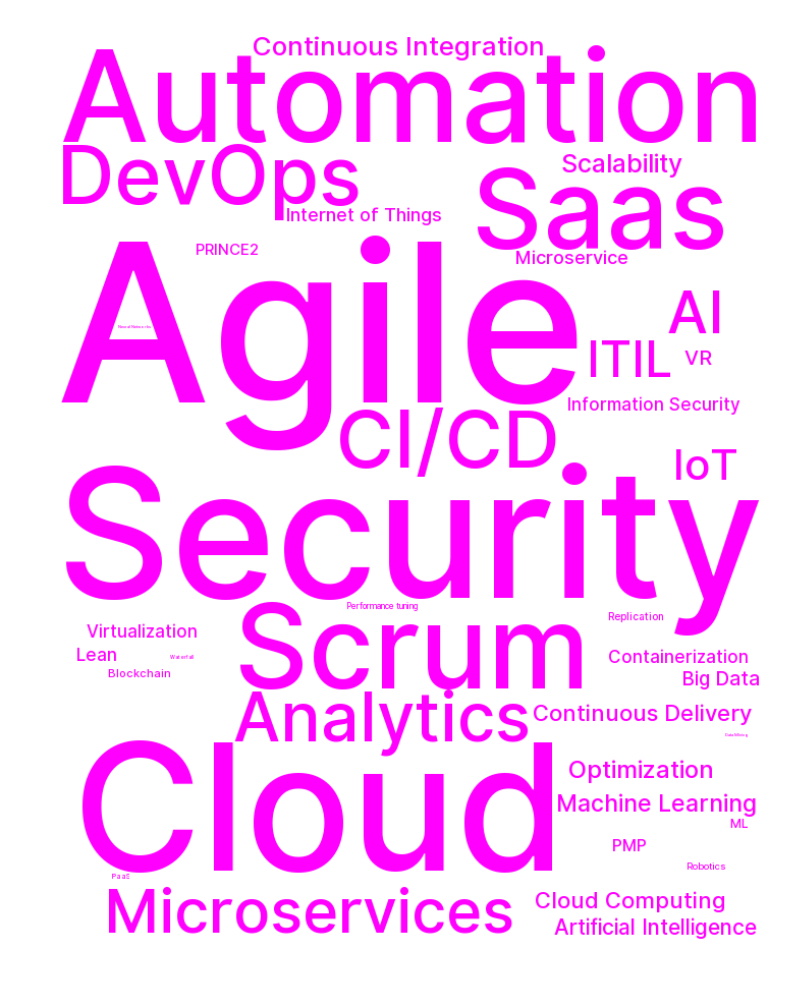 Continuous Integration
Automation
DevOps
Scalability
Saas
Internet of Things
PRINCE2
Microservice
Agile
AI
ITIL
VR
Information Security
CI/CD
IoT
Security
Performance tuning
Replication
Scrum
Virtualization
Lean
Waterfall
Containerization
Blockchain
Big Data
Analytics
Continuous Delivery
Cloud
Optimization
Machine Learning
ML
PMP
Robotics
PaaS
Microservices
Cloud Computing
Artificial Intelligence